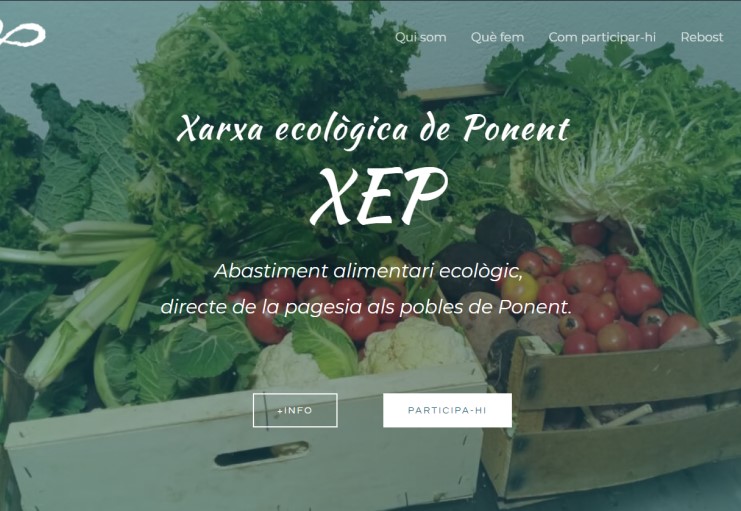 Qui som Què fem Com participar-hi Rebost
Xarxa ecològica de Ponent
XEP
Abastiment alimentari ecològic,
directe de la pagesia als pobles de Ponent.
+INFO PARTICIPA-HI